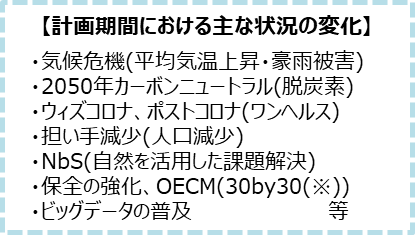 【計画期間における主な状況の変化】
・気候危機(平均気温上昇・豪雨被害)
・2050年カーボンニュートラル(脱炭素)
・ウィズコロナ、ポストコロナ(ワンヘルス)
・担い手減少(人口減少)
・NbS(自然を活用した課題解決)
・保全の強化、OECM(30by30(※))
・ビッグデータの普及　　　　　　　等